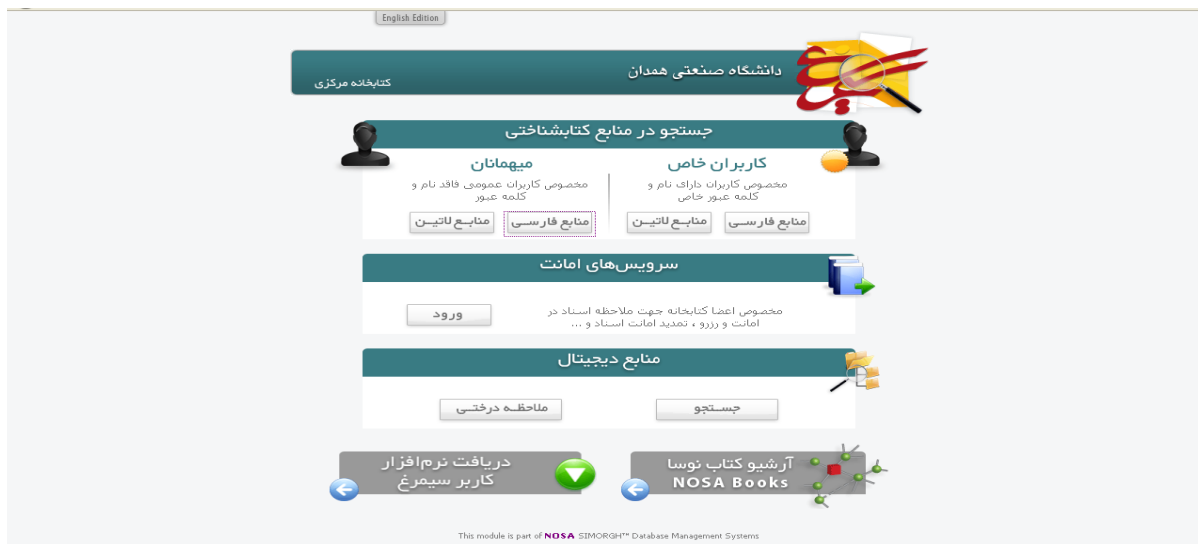 English Edition
دانشگاه صنعتی همدان
کتابخانه مرکزی
جستجو در منابع کتابشناختی
کاربران خاص
مخصوص کاربران دارای نام و
کلمه عبور خاص
منابع فارسی
منابع لاتین
میهمانان
مخصوص کاربران عمومی فاقد نام و
کلمه عبور
منابع فارسی
منابع لاتین
سرویس‌های امانت
مخصوص اعضا کتابخانه جهت ملاحظه اسناد در
امانت و رزرو ، تمدید امانت اسناد و ...
ورود
منابع دیجیتال
جستجو
ملاحظه درختی
آرشیو کتاب نوسا
NOSA Books
دریافت نرم‌افزار
کاربر سیمرغ
This module is part of NOSA SIMORGH™ Database Management Systems